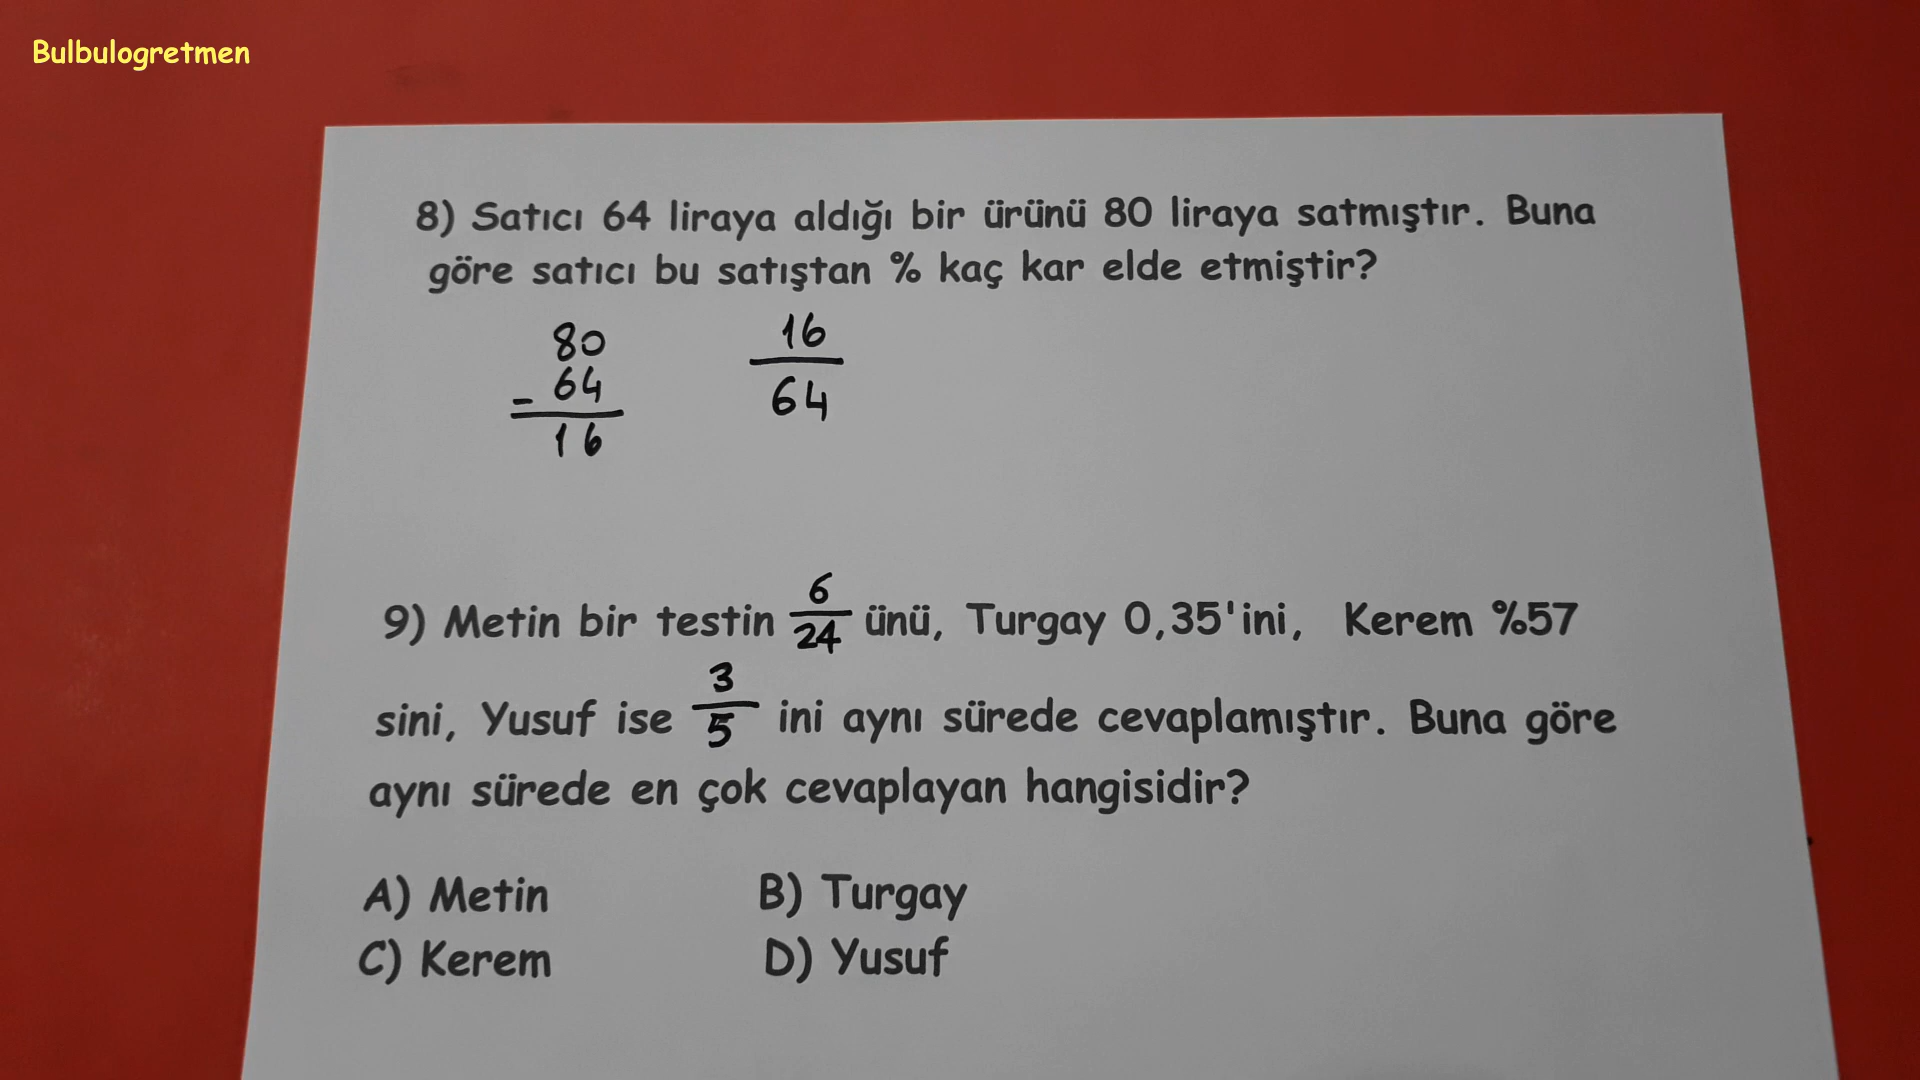 Bulbulogretmen
8) Satıcı 64 liraya aldığı bir ürünü 80 liraya satmıştır. Buna
göre satıcı bu satıştan % kaç kar elde etmiştir?
80
- 64
16
16
64
9) Metin bir testin 6/24 ünü, Turgay 0,35'ini, Kerem %57
sini, Yusuf ise 3/5 ini aynı sürede cevaplamıştır. Buna göre
aynı sürede en çok cevaplayan hangisidir?
A) Metin B) Turgay
C) Kerem D) Yusuf